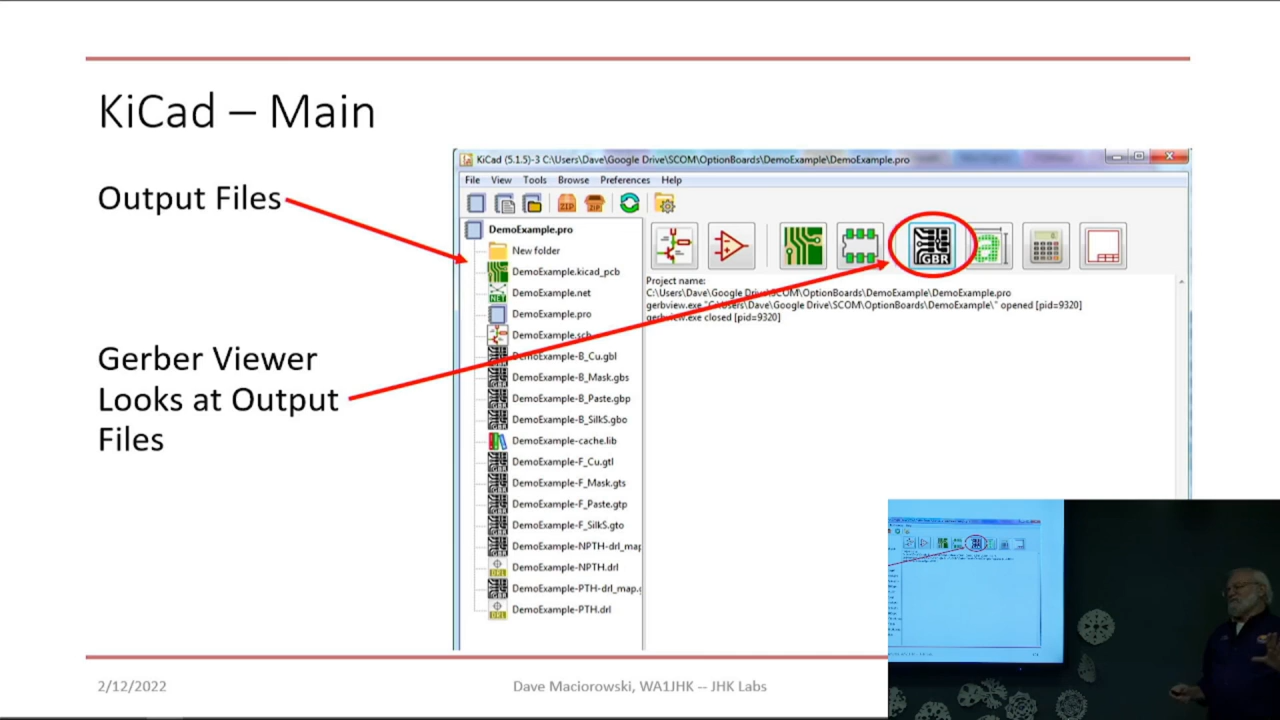 KiCad – Main
Output Files
Gerber Viewer
Looks at Output
Files
KiCad (5.1.5)-3 C:\Users\Dave\Google Drive\SCOM\OptionBoards\DemoExample\DemoExample.pro
File View Tools Browse Preferences Help
ZIP ZIP
DemoExample.pro
New folder
DemoExample.kicad_pcb
DemoExample.net
DemoExample.pro
DemoExample.sch
DemoExample-B_Cu.gbl
DemoExample-B_Mask.gbs
DemoExample-B_Paste.gbp
DemoExample-B_SilkS.gbo
DemoExample-cache.lib
DemoExample-F_Cu.gtl
DemoExample-F_Mask.gts
DemoExample-F_Paste.gtp
DemoExample-F_SilkS.gto
DemoExample-NPTH-drl_map
DemoExample-NPTH.drl
DemoExample-PTH-drl_map.g
DemoExample-PTH.drl
GBR
Project name:
C:\Users\Dave\Google Drive\SCOM\OptionBoards\DemoExample\DemoExample.pro
gerbview.exe "C:\Users\Dave\Google Drive\SCOM\OptionBoards\DemoExample\" opened [pid=9320]
gerbview.exe closed [pid=9320]
2/12/2022
Dave Maciorowski, WA1JHK -- JHK Labs